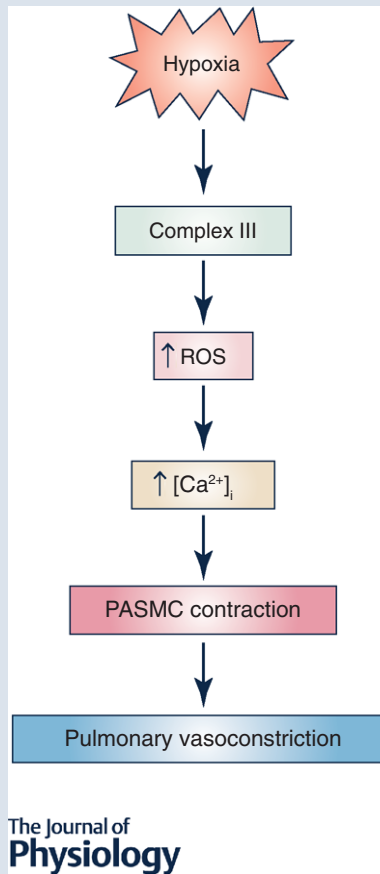 Hypoxia
Complex III
↑ ROS
↑ [Ca²⁺]ᵢ
PASMC contraction
Pulmonary vasoconstriction
The Journal of
Physiology